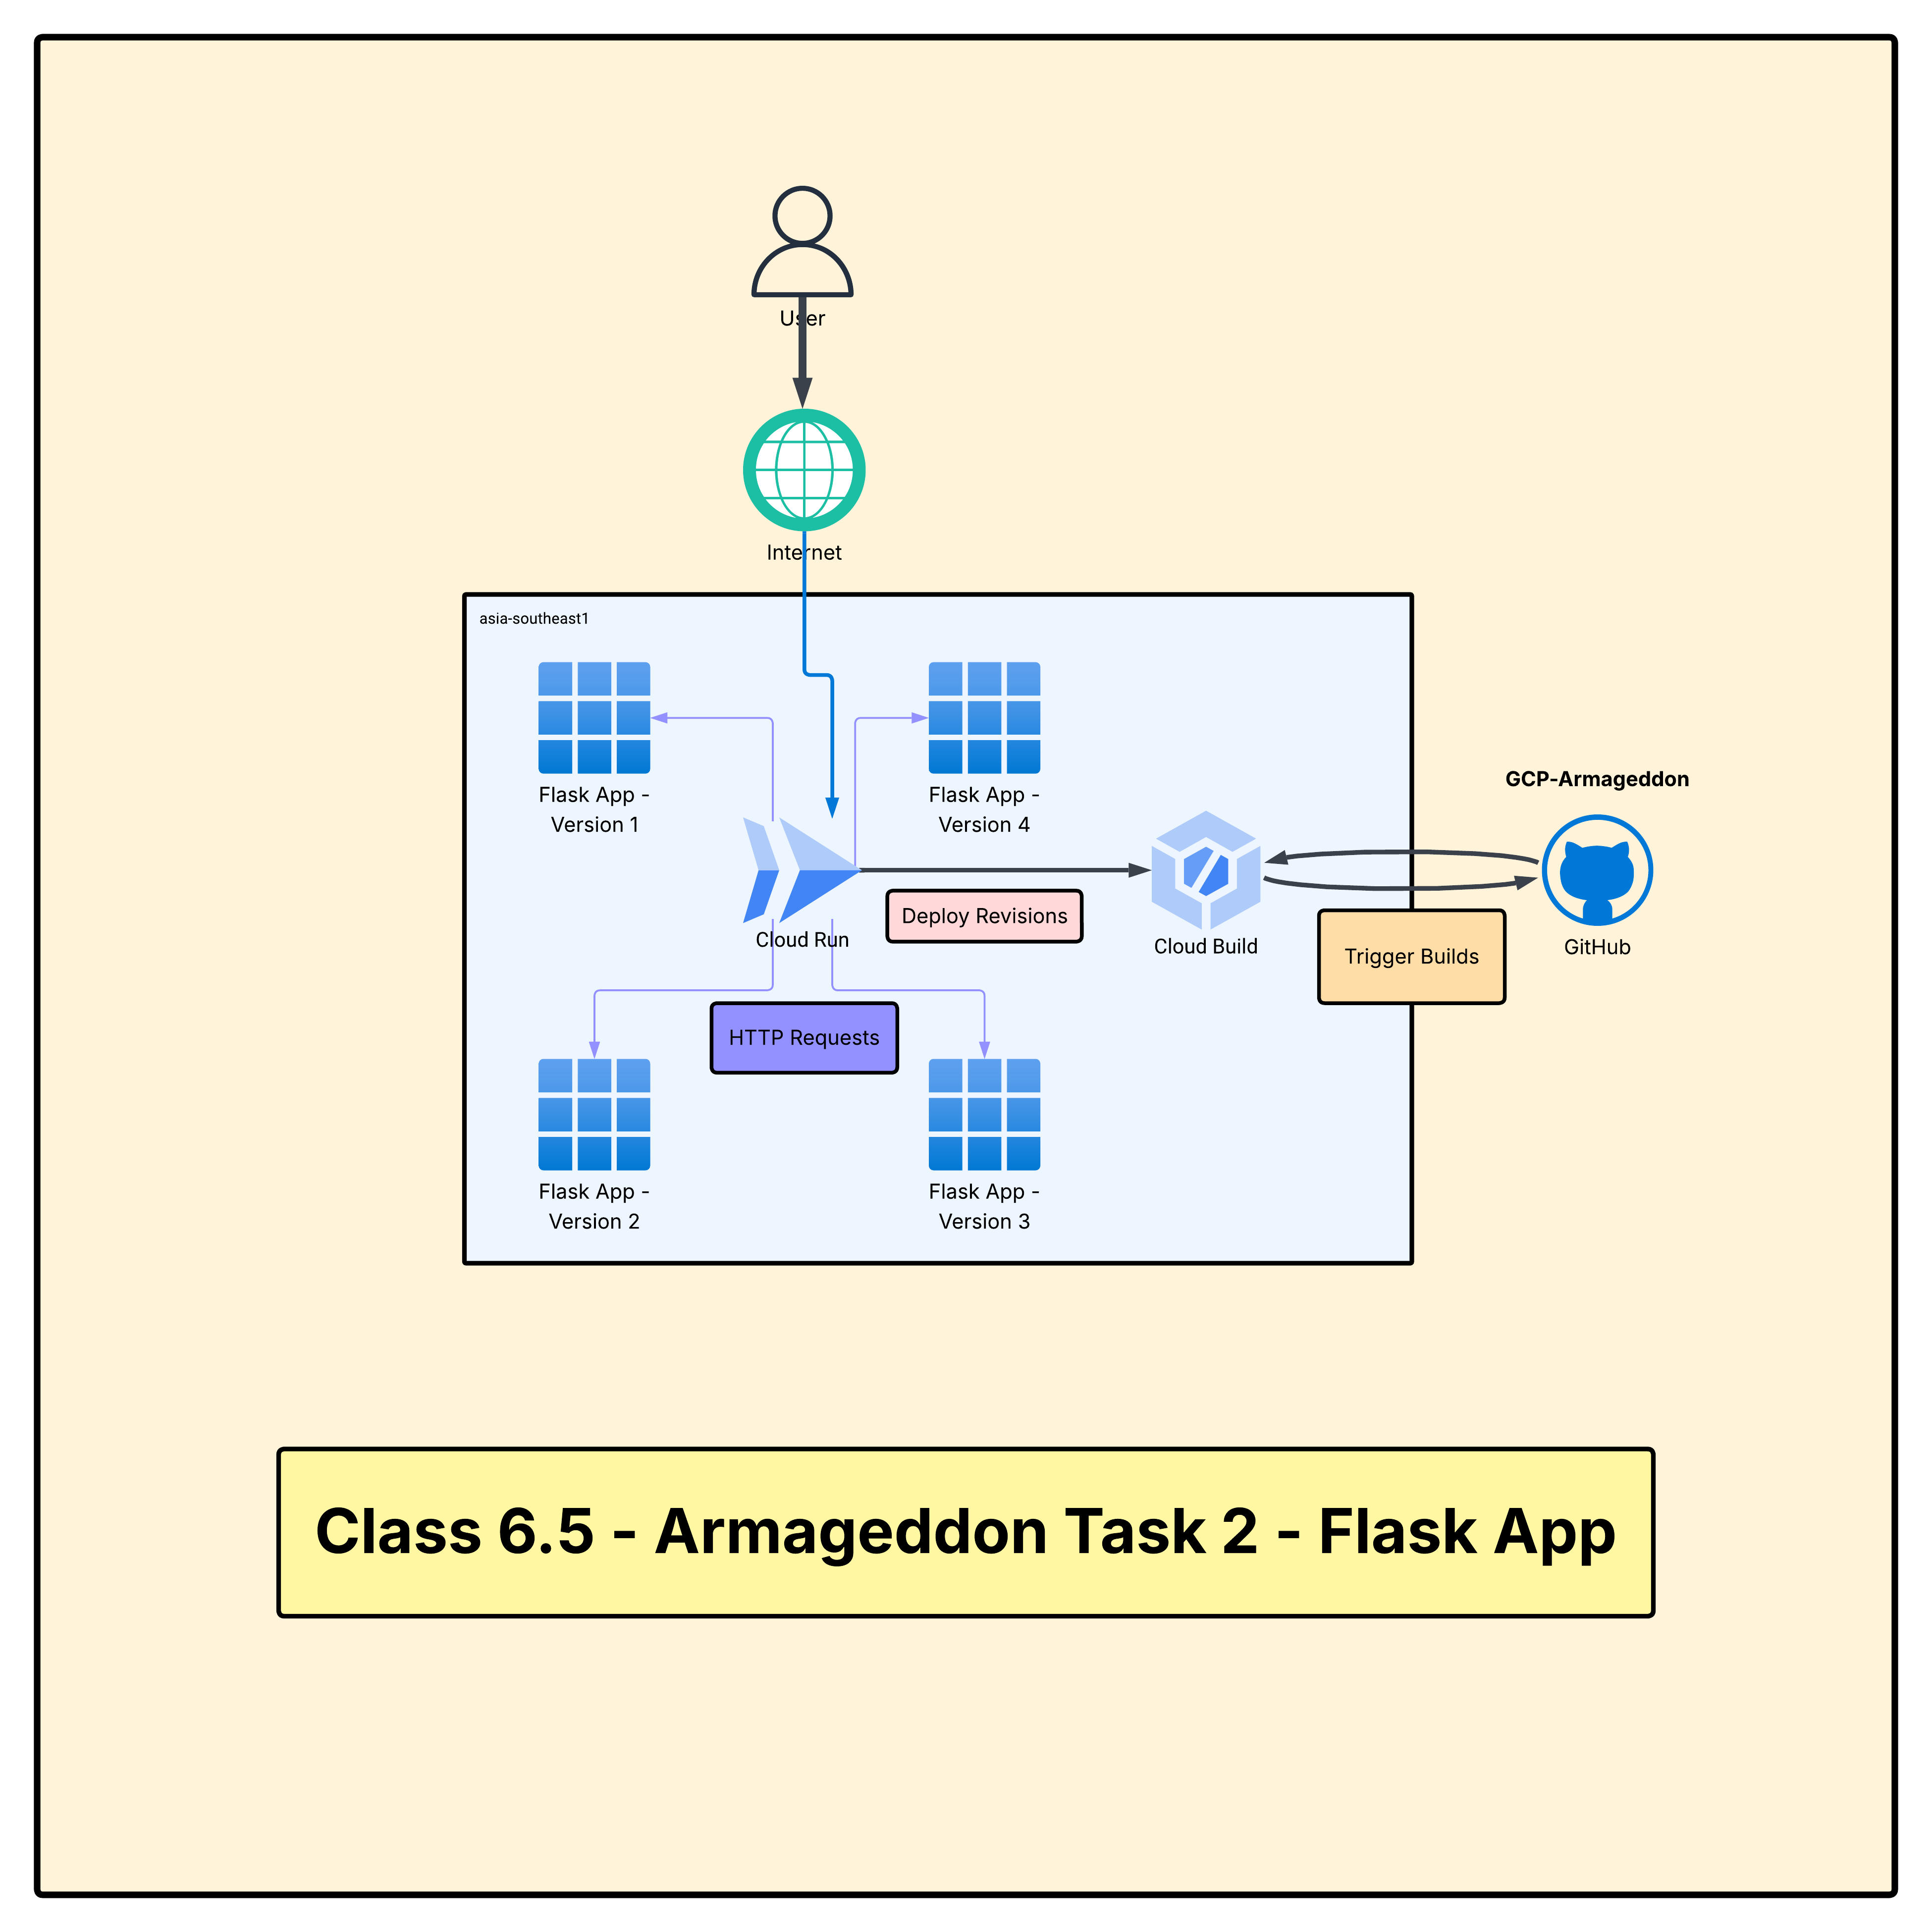 User
Internet
asia-southeast1
Flask App -
Version 1
Flask App -
Version 4
GCP-Armageddon
Cloud Run
Deploy Revisions
Cloud Build
Trigger Builds
GitHub
HTTP Requests
Flask App -
Version 2
Flask App -
Version 3
Class 6.5 - Armageddon Task 2 - Flask App